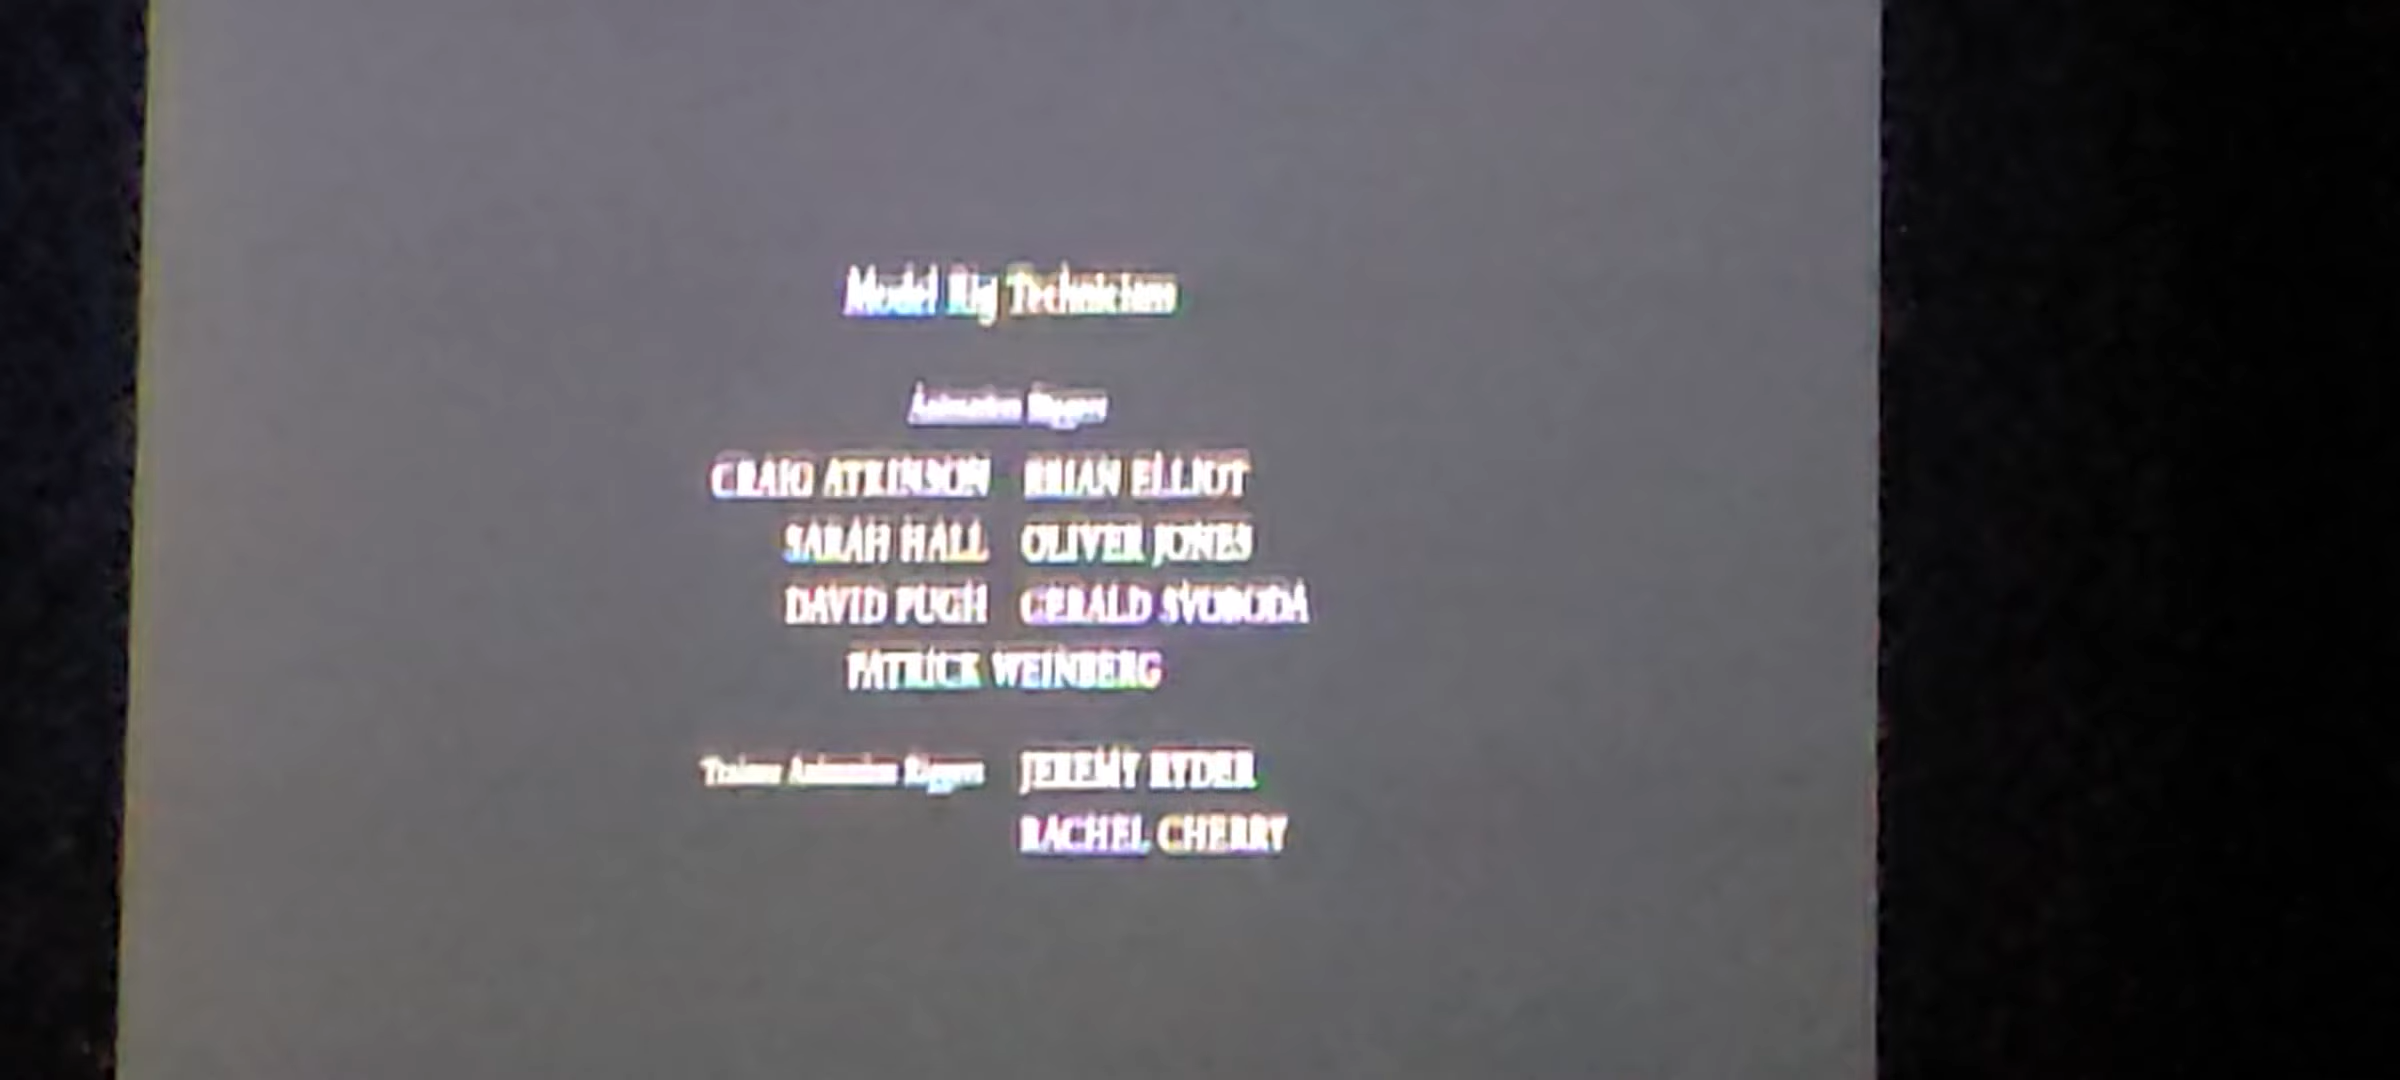 Model Rig Technicians
Animation Riggers
CRAIG ATKINSON BRIAN ELLIOT
SARAH HALL OLIVER JONES
DAVID PUGH GERALD SVOBODA
PATRICK WEINBERG
Trainee Animation Riggers JEREMY RYDER
RACHEL CHERRY